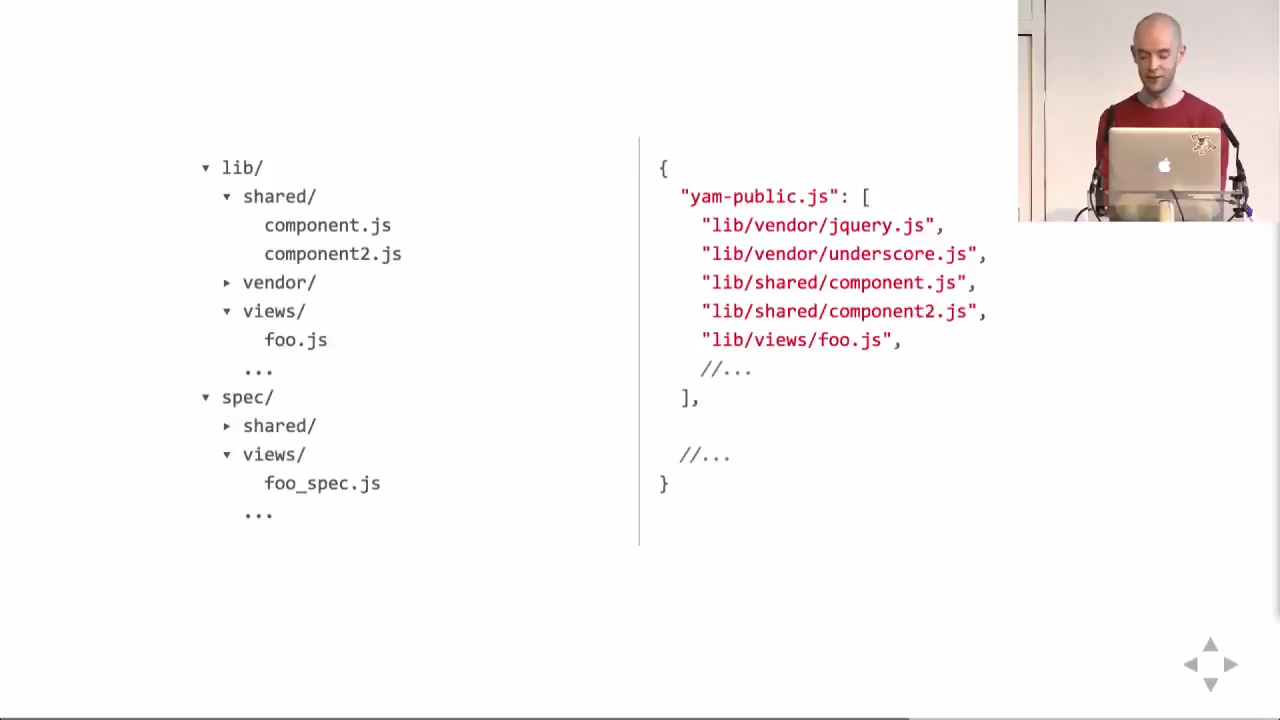 ▾ lib/
▾ shared/
component.js
component2.js
▸ vendor/
▾ views/
foo.js
...
▾ spec/
▸ shared/
▾ views/
foo_spec.js
...
{
"yam-public.js": [
"lib/vendor/jquery.js",
"lib/vendor/underscore.js",
"lib/shared/component.js",
"lib/shared/component2.js",
"lib/views/foo.js",
//...
],
//...
}